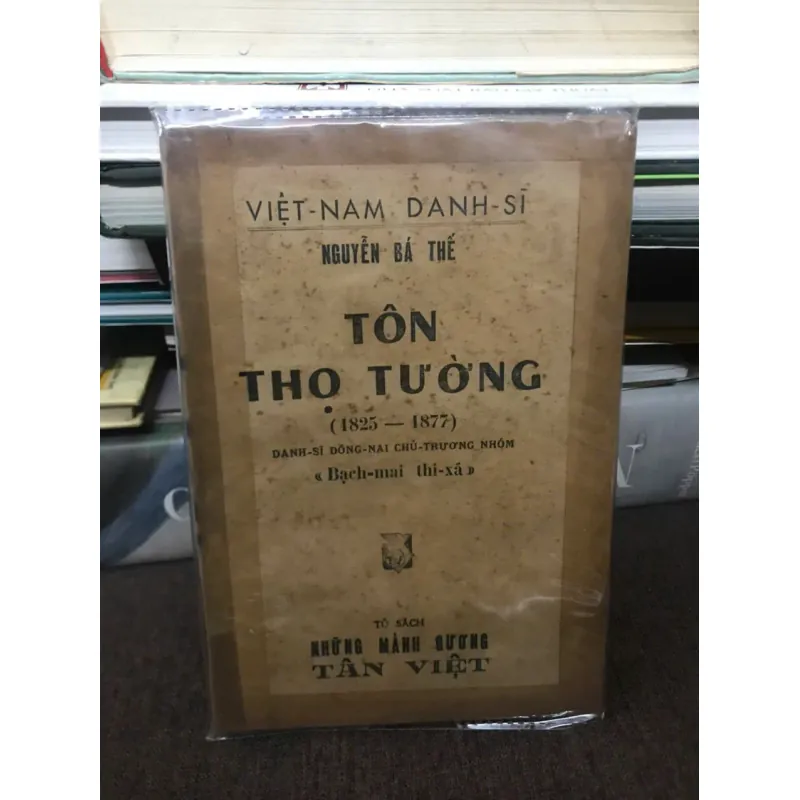 VIỆT-NAM DANH-SĨ
NGUYỄN BÁ THẾ
TÔN
THỌ TƯỜNG
(1825 — 1877)
DANH-SĨ ĐỒNG-NAI CHỦ-TRƯƠNG NHÓM
« Bạch-mai thi-xã »
TỦ SÁCH
NHỮNG MẢNH GƯƠNG
TÂN VIỆT